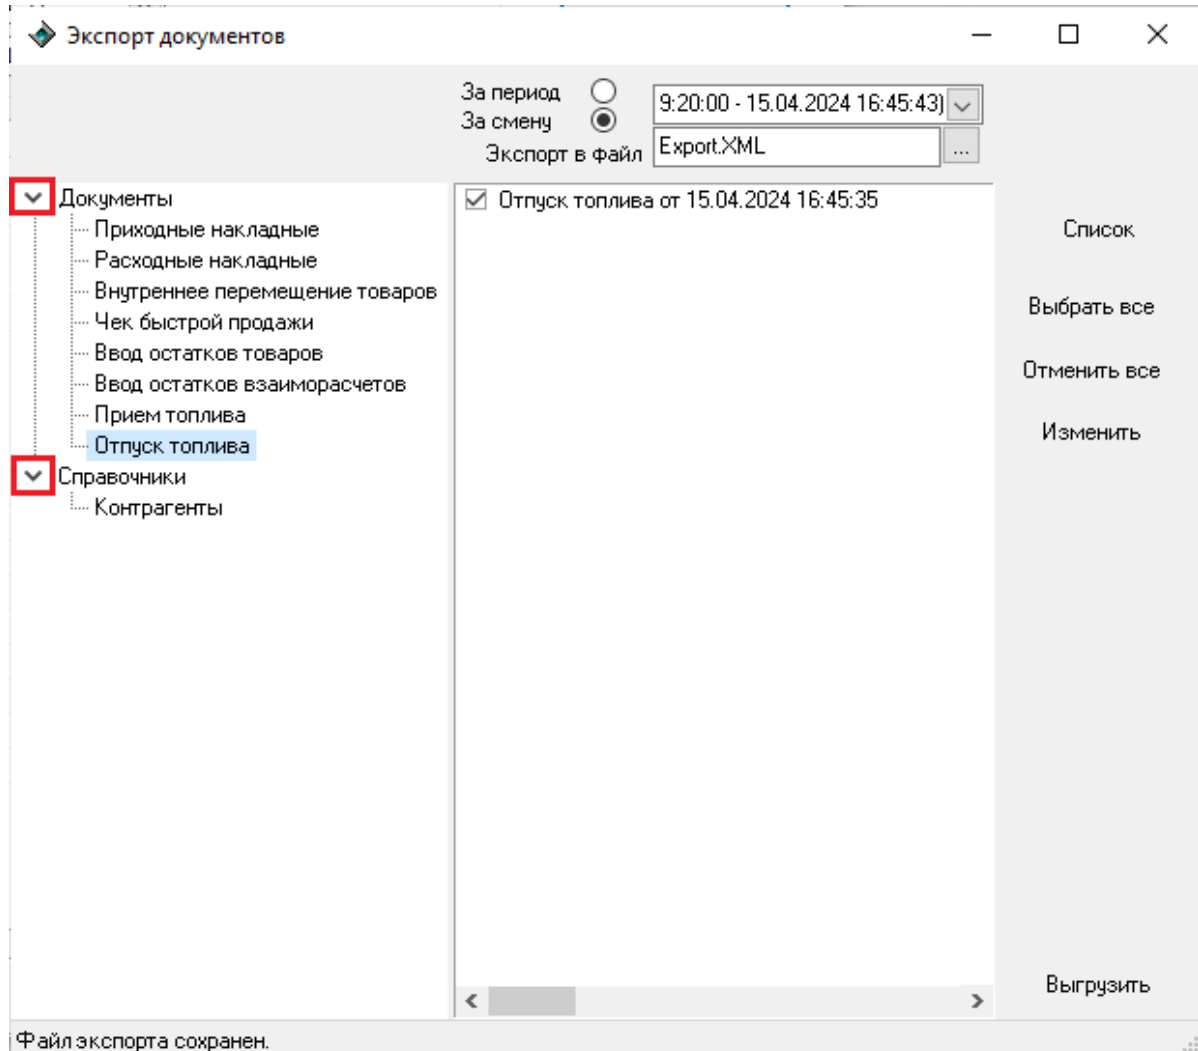 Экспорт документов
За период
9:20:00 - 15.04.2024 16:45:43)
За смену
Экспорт в файл
Export.XML
...
Документы
Приходные накладные
Расходные накладные
Внутреннее перемещение товаров
Чек быстрой продажи
Ввод остатков товаров
Ввод остатков взаиморасчетов
Прием топлива
Отпуск топлива
Справочники
Контрагенты
Отпуск топлива от 15.04.2024 16:45:35
Список
Выбрать все
Отменить все
Изменить
Выгрузить
Файл экспорта сохранен.